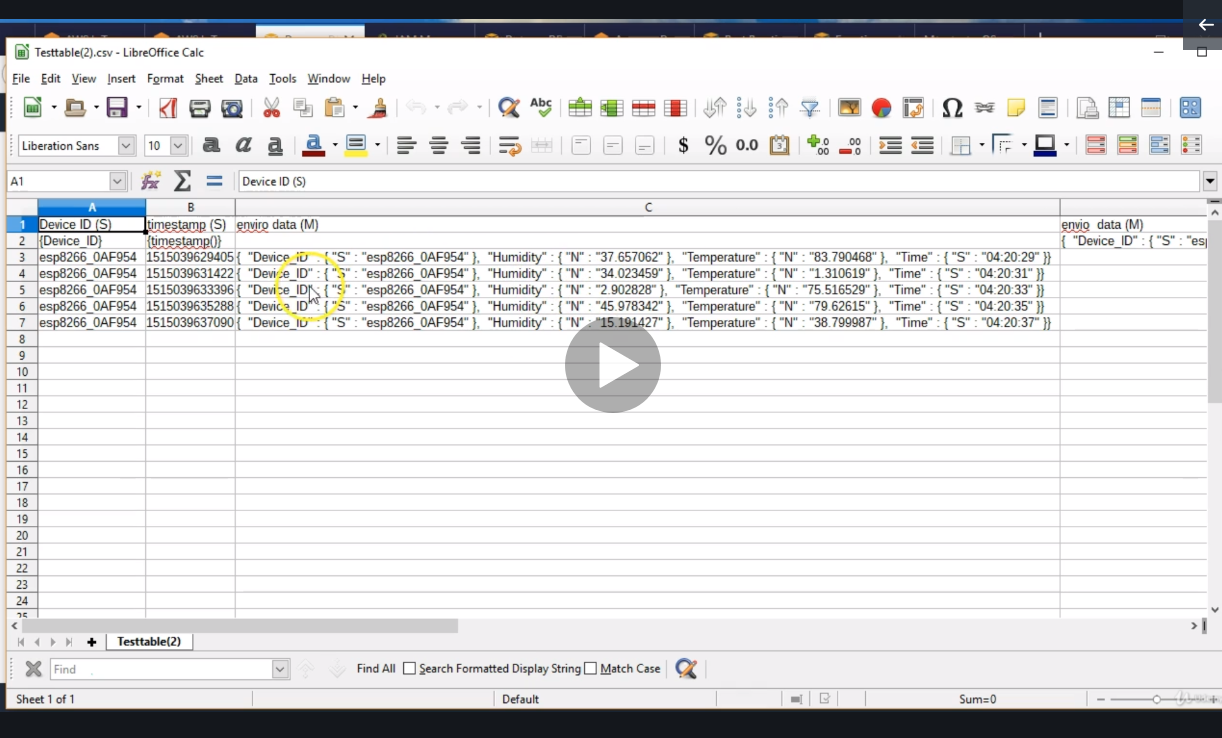 Testtable(2).csv - LibreOffice Calc
File Edit View Insert Format Sheet Data Tools Window Help
Abc
Liberation Sans 10 a a a a $ % 0.0
A1 Device ID (S)
A B C
1 Device ID (S) timestamp (S) enviro data (M) envio data (M)
2 {Device_ID} {timestamp()} { "Device_ID" : { "S" : "esp
3 esp8266_0AF954 1515039629405 { "Device_ID" : { "S" : "esp8266_0AF954" }, "Humidity" : { "N" : "37.657062" }, "Temperature" : { "N" : "83.790468" }, "Time" : { "S" : "04:20:29" }}
4 esp8266_0AF954 1515039631422 { "Device_ID" : { "S" : "esp8266_0AF954" }, "Humidity" : { "N" : "34.023459" }, "Temperature" : { "N" : "1.310619" }, "Time" : { "S" : "04:20:31" }}
5 esp8266_0AF954 1515039633396 { "Device_ID" : { "S" : "esp8266_0AF954" }, "Humidity" : { "N" : "2.902828" }, "Temperature" : { "N" : "75.516529" }, "Time" : { "S" : "04:20:33" }}
6 esp8266_0AF954 1515039635288 { "Device_ID" : { "S" : "esp8266_0AF954" }, "Humidity" : { "N" : "45.978342" }, "Temperature" : { "N" : "79.62615" }, "Time" : { "S" : "04:20:35" }}
7 esp8266_0AF954 1515039637090 { "Device_ID" : { "S" : "esp8266_0AF954" }, "Humidity" : { "N" : "15.191427" }, "Temperature" : { "N" : "38.799987" }, "Time" : { "S" : "04:20:37" }}
8
9
10
11
12
13
14
15
16
17
18
19
20
21
22
23
24
25
Testtable(2)
Find Find All Search Formatted Display String Match Case
Sheet 1 of 1 Default Sum=0